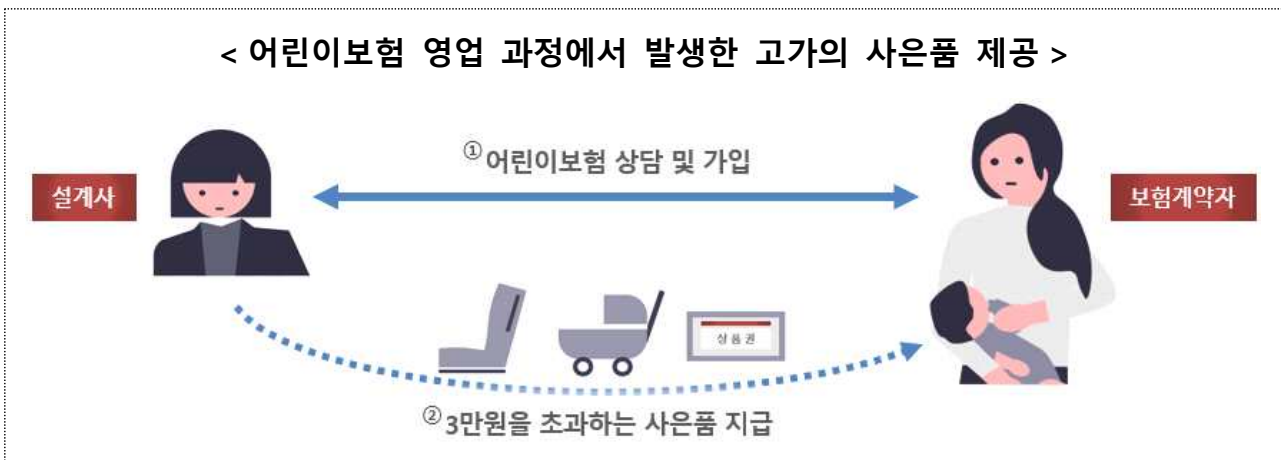 < 어린이보험 영업 과정에서 발생한 고가의 사은품 제공 >
①어린이보험 상담 및 가입
설계사
보험계약자
상품권
②3만원을 초과하는 사은품 지급